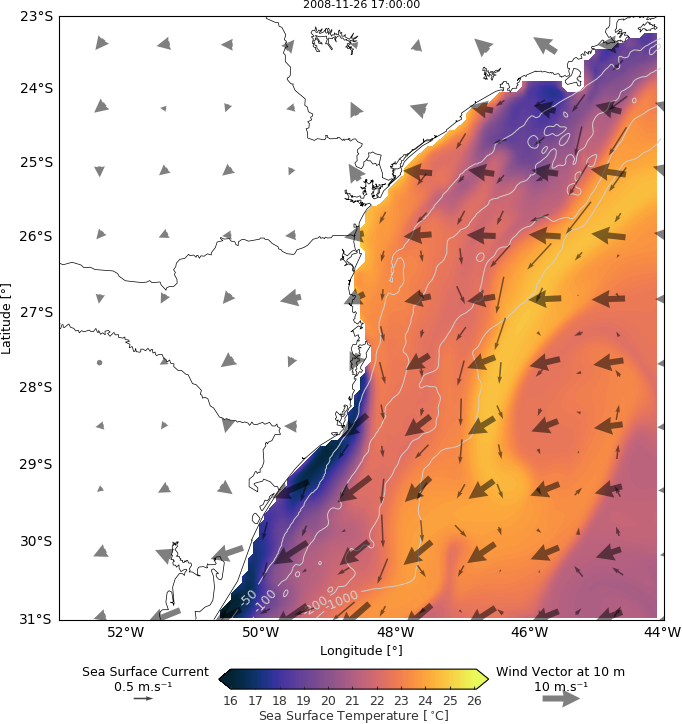 2008-11-26 17:00:00
23°S
24°S
25°S
26°S
27°S
28°S
29°S
30°S
31°S
Latitude [°]
-50
-100
-200
-1000
52°W
50°W
48°W
46°W
44°W
Longitude [°]
Sea Surface Current
0.5 m.s⁻¹
16 17 18 19 20 21 22 23 24 25 26
Sea Surface Temperature [°C]
Wind Vector at 10 m
10 m.s⁻¹